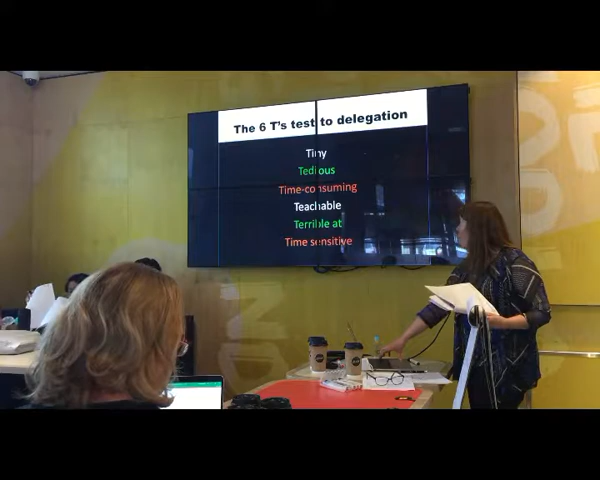 The 6 T's test to delegation
Tiny
Tedious
Time-consuming
Teachable
Terrible at
Time sensitive